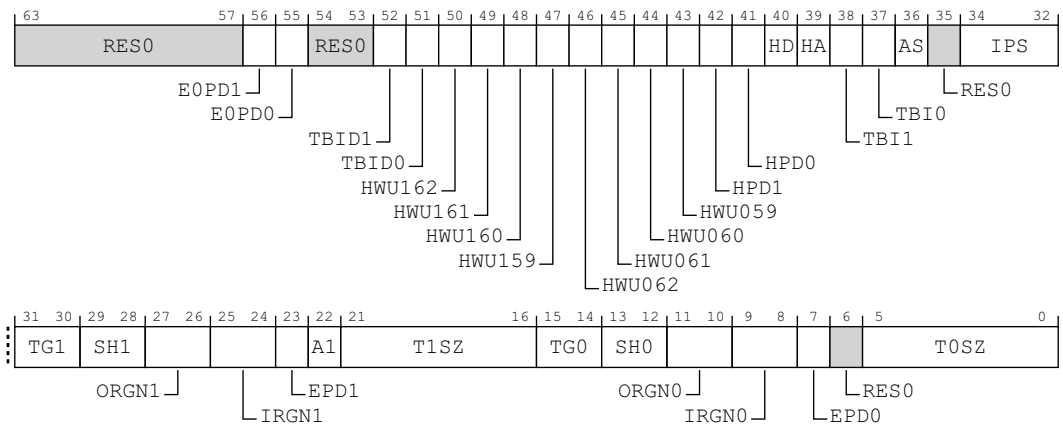 63 57 56 55 54 53 52 51 50 49 48 47 46 45 44 43 42 41 40 39 38 37 36 35 34 32
RES0 RES0 HD HA AS IPS
E0PD1 RES0
E0PD0 TBI0
TBID1 TBI1
TBID0 HPD0
HWU162 HPD1
HWU161 HWU059
HWU160 HWU060
HWU159 HWU061
HWU062
31 30 29 28 27 26 25 24 23 22 21 16 15 14 13 12 11 10 9 8 7 6 5 0
TG1 SH1 A1 T1SZ TG0 SH0 T0SZ
ORGN1 EPD1 ORGN0 RES0
IRGN1 IRGN0 EPD0